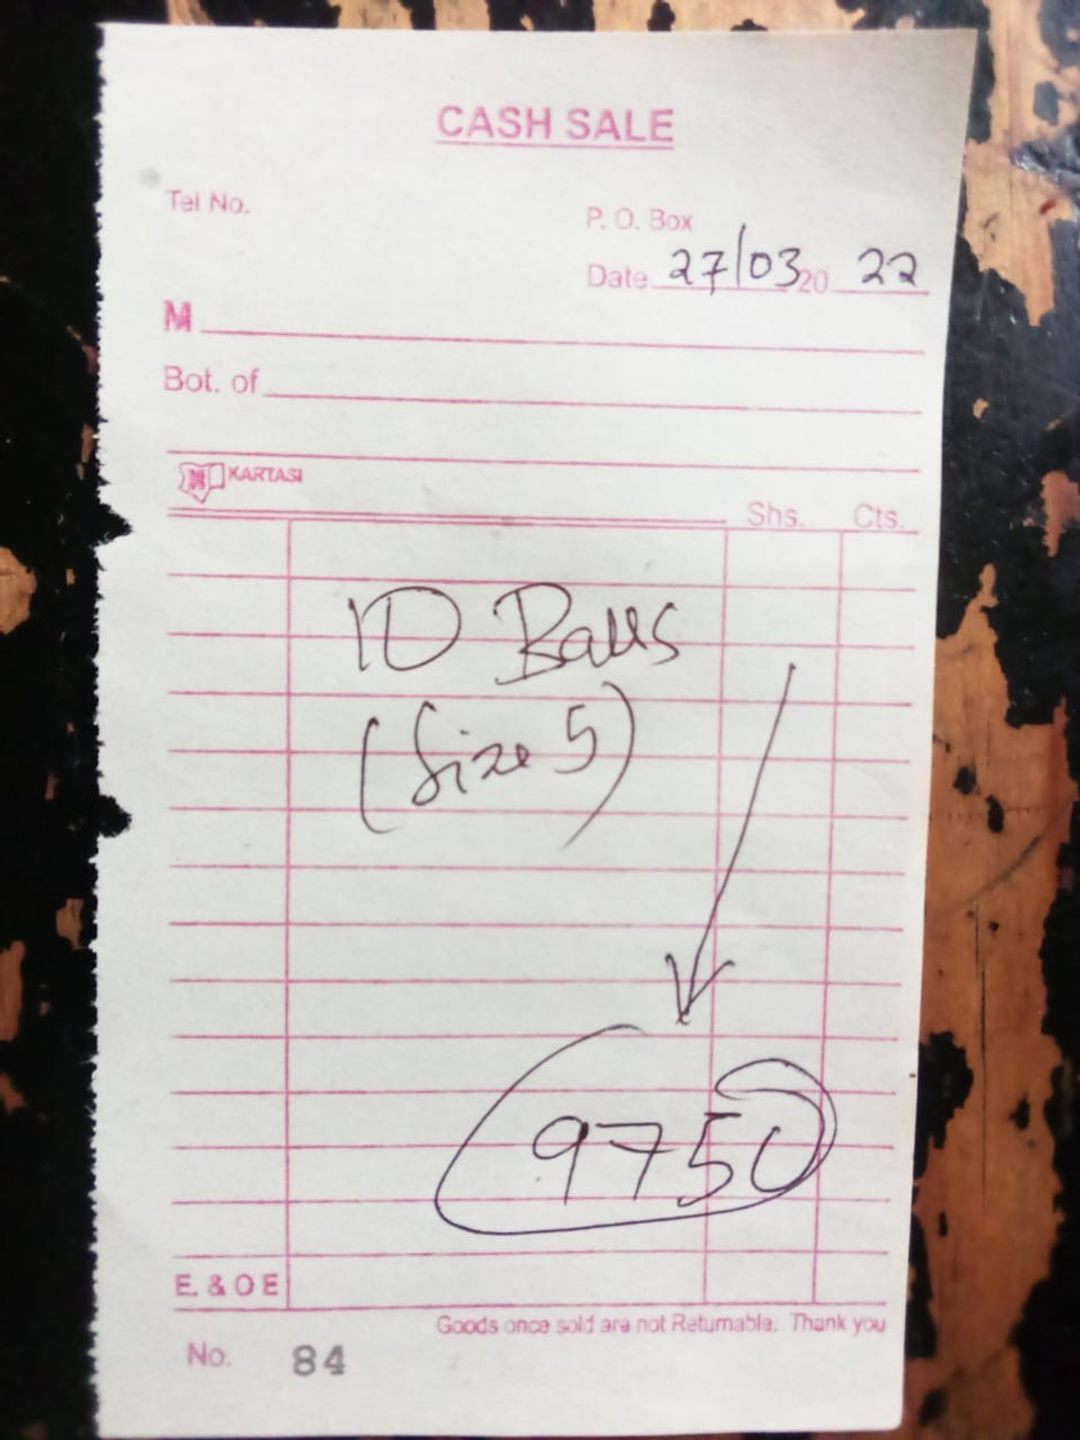 CASH SALE
Tel No.
P. O. Box
Date 27/03 20 22
M
Bot. of
KARTASI
Shs. Cts.
10 Balls
(Size 5)
9750
E. & O E
Goods once sold are not Returnable. Thank you
No. 84